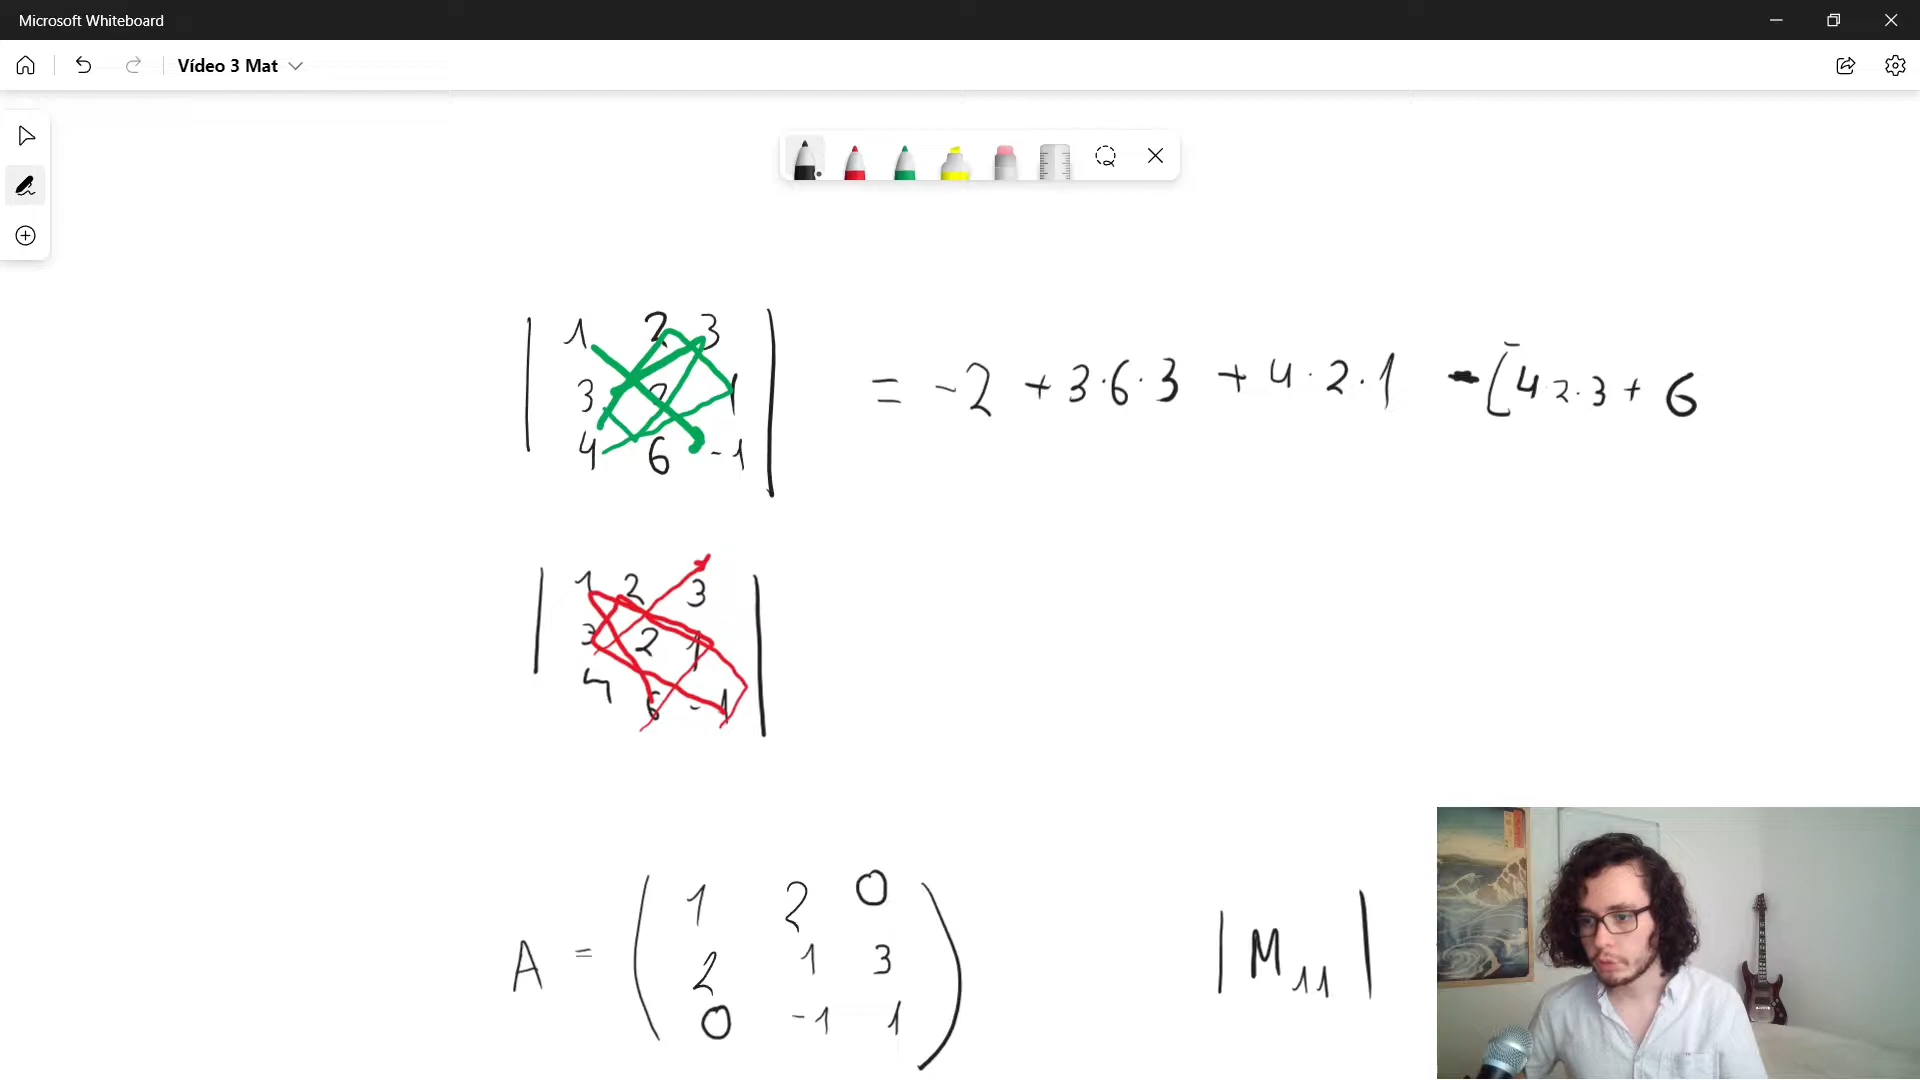 Microsoft Whiteboard
Vídeo 3 Mat
| 1 2 3 |
| 3 2 1 | = -2 + 3·6·3 + 4·2·1 - [4·2·3 + 6
| 4 6 -1 |
| 1 2 3 |
| 3 2 1 |
| 4 6 -1 |
( 1 2 0 )
A = ( 2 1 3 ) |M₁₁|
( 0 -1 1 )